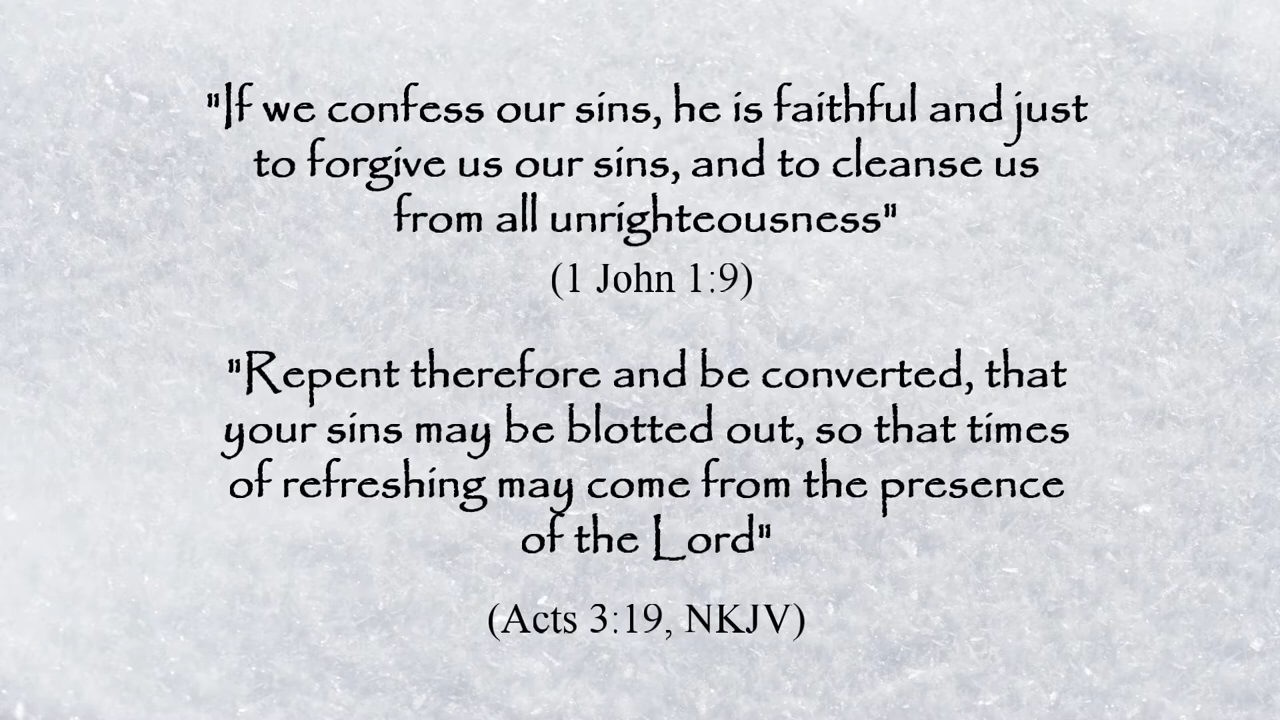 "If we confess our sins, he is faithful and just
to forgive us our sins, and to cleanse us
from all unrighteousness"
(1 John 1:9)
"Repent therefore and be converted, that
your sins may be blotted out, so that times
of refreshing may come from the presence
of the Lord"
(Acts 3:19, NKJV)